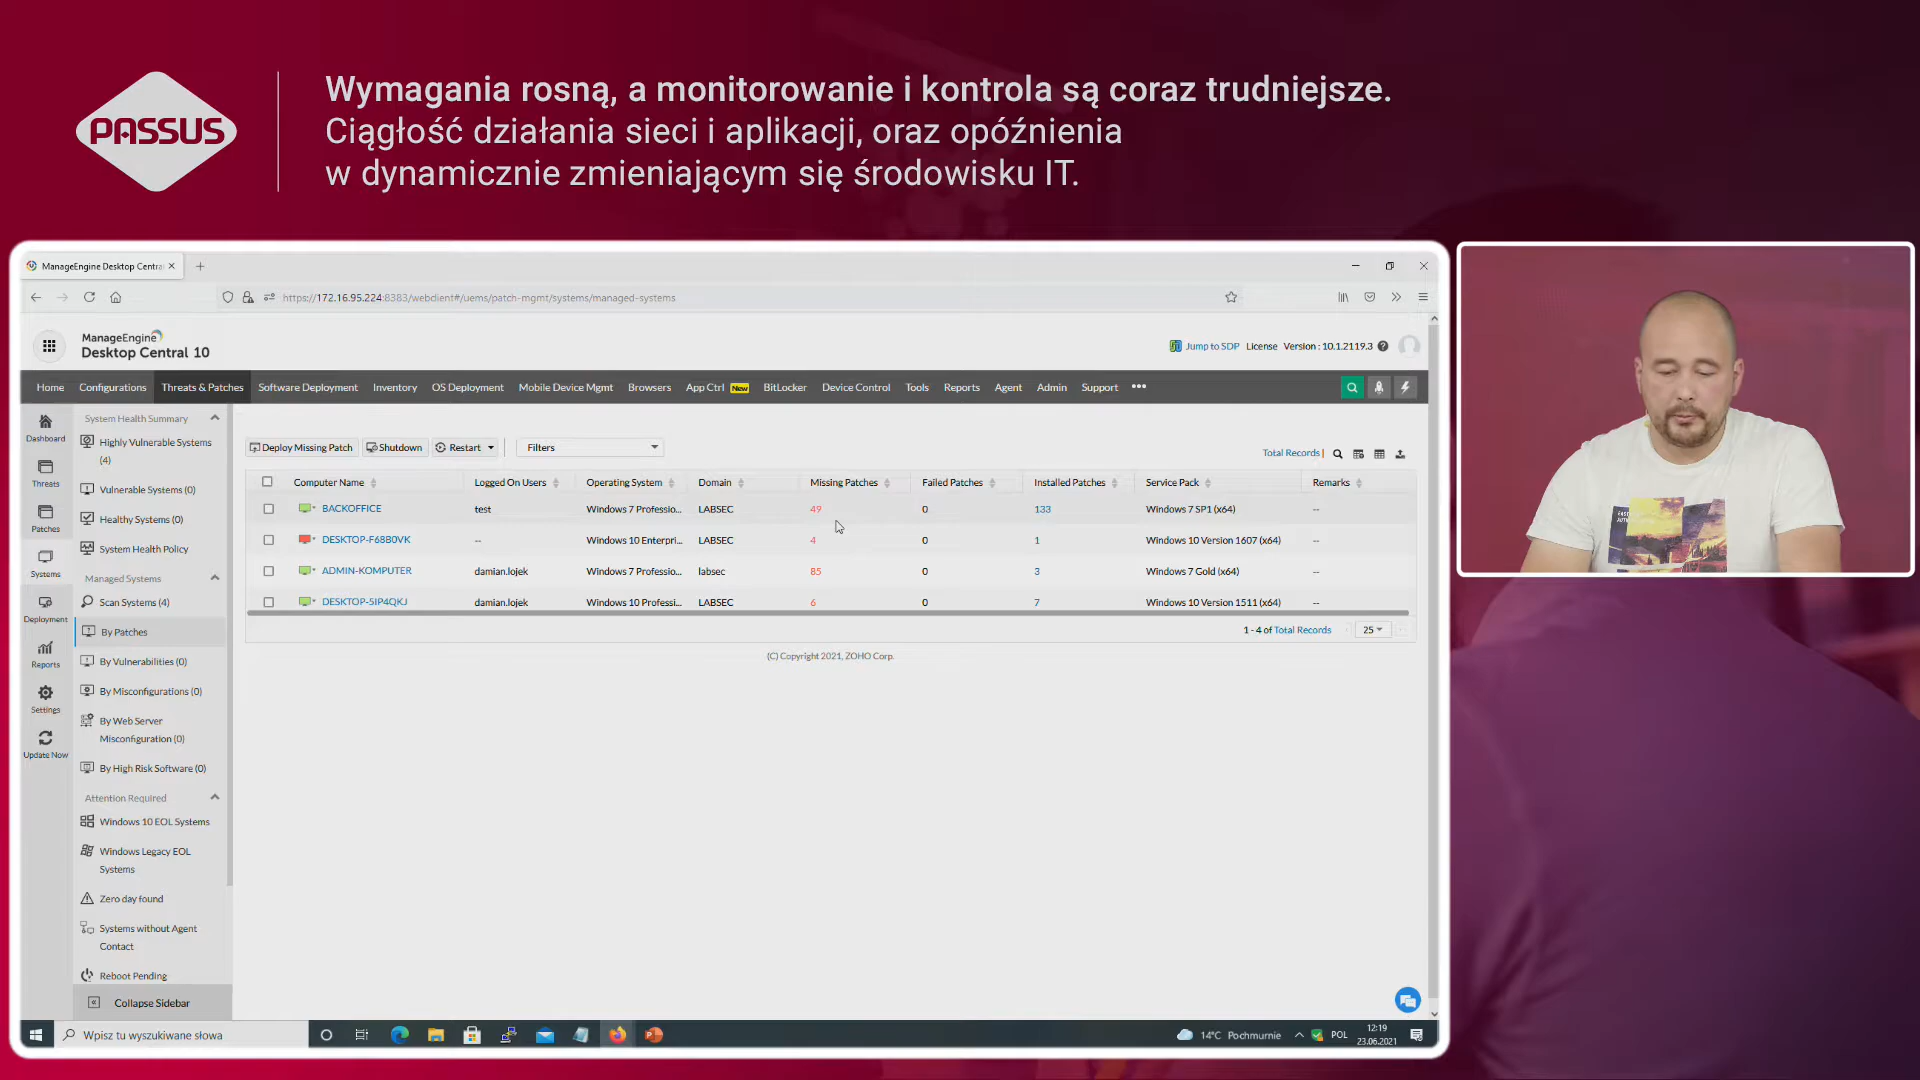 PASSUS
Wymagania rosną, a monitorowanie i kontrola są coraz trudniejsze.
Ciągłość działania sieci i aplikacji, oraz opóźnienia
w dynamicznie zmieniającym się środowisku IT.
ManageEngine Desktop Centra
https://172.16.95.224:8383/webclient#/uems/patch-mgmt/systems/managed-systems
ManageEngine
Desktop Central 10
Jump to SDP License Version : 10.1.2119.3
Home Configurations Threats & Patches Software Deployment Inventory OS Deployment Mobile Device Mgmt Browsers App Ctrl New BitLocker Device Control Tools Reports Agent Admin Support
Dashboard
Threats
Patches
Systems
Deployment
Reports
Settings
Update Now
System Health Summary
Highly Vulnerable Systems
(4)
Vulnerable Systems (0)
Healthy Systems (0)
System Health Policy
Managed Systems
Scan Systems (4)
By Patches
By Vulnerabilities (0)
By Misconfigurations (0)
By Web Server
Misconfiguration (0)
By High Risk Software (0)
Attention Required
Windows 10 EOL Systems
Windows Legacy EOL
Systems
Zero day found
Systems without Agent
Contact
Reboot Pending
Collapse Sidebar
Deploy Missing Patch Shutdown Restart Filters
Total Records |
Computer Name Logged On Users Operating System Domain Missing Patches Failed Patches Installed Patches Service Pack Remarks
BACKOFFICE test Windows 7 Professio... LABSEC 49 0 133 Windows 7 SP1 (x64) --
DESKTOP-F68B0VK -- Windows 10 Enterpri... LABSEC 4 0 1 Windows 10 Version 1607 (x64) --
ADMIN-KOMPUTER damian.lojek Windows 7 Professio... labsec 85 0 3 Windows 7 Gold (x64) --
DESKTOP-5IP4QKJ damian.lojek Windows 10 Professi... LABSEC 6 0 7 Windows 10 Version 1511 (x64) --
1 - 4 of Total Records 25
(C) Copyright 2021, ZOHO Corp.
Wpisz tu wyszukiwane słowa
14°C Pochmurnie POL 12:19
23.06.2021